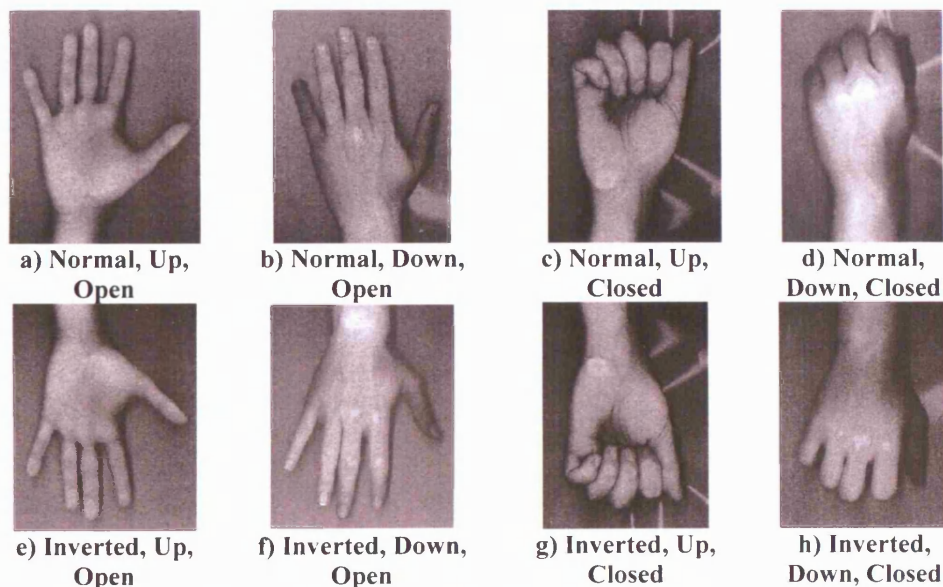 a) Normal, Up,
Open
b) Normal, Down,
Open
c) Normal, Up,
Closed
d) Normal,
Down, Closed
e) Inverted, Up,
Open
f) Inverted, Down,
Open
g) Inverted, Up,
Closed
h) Inverted,
Down, Closed